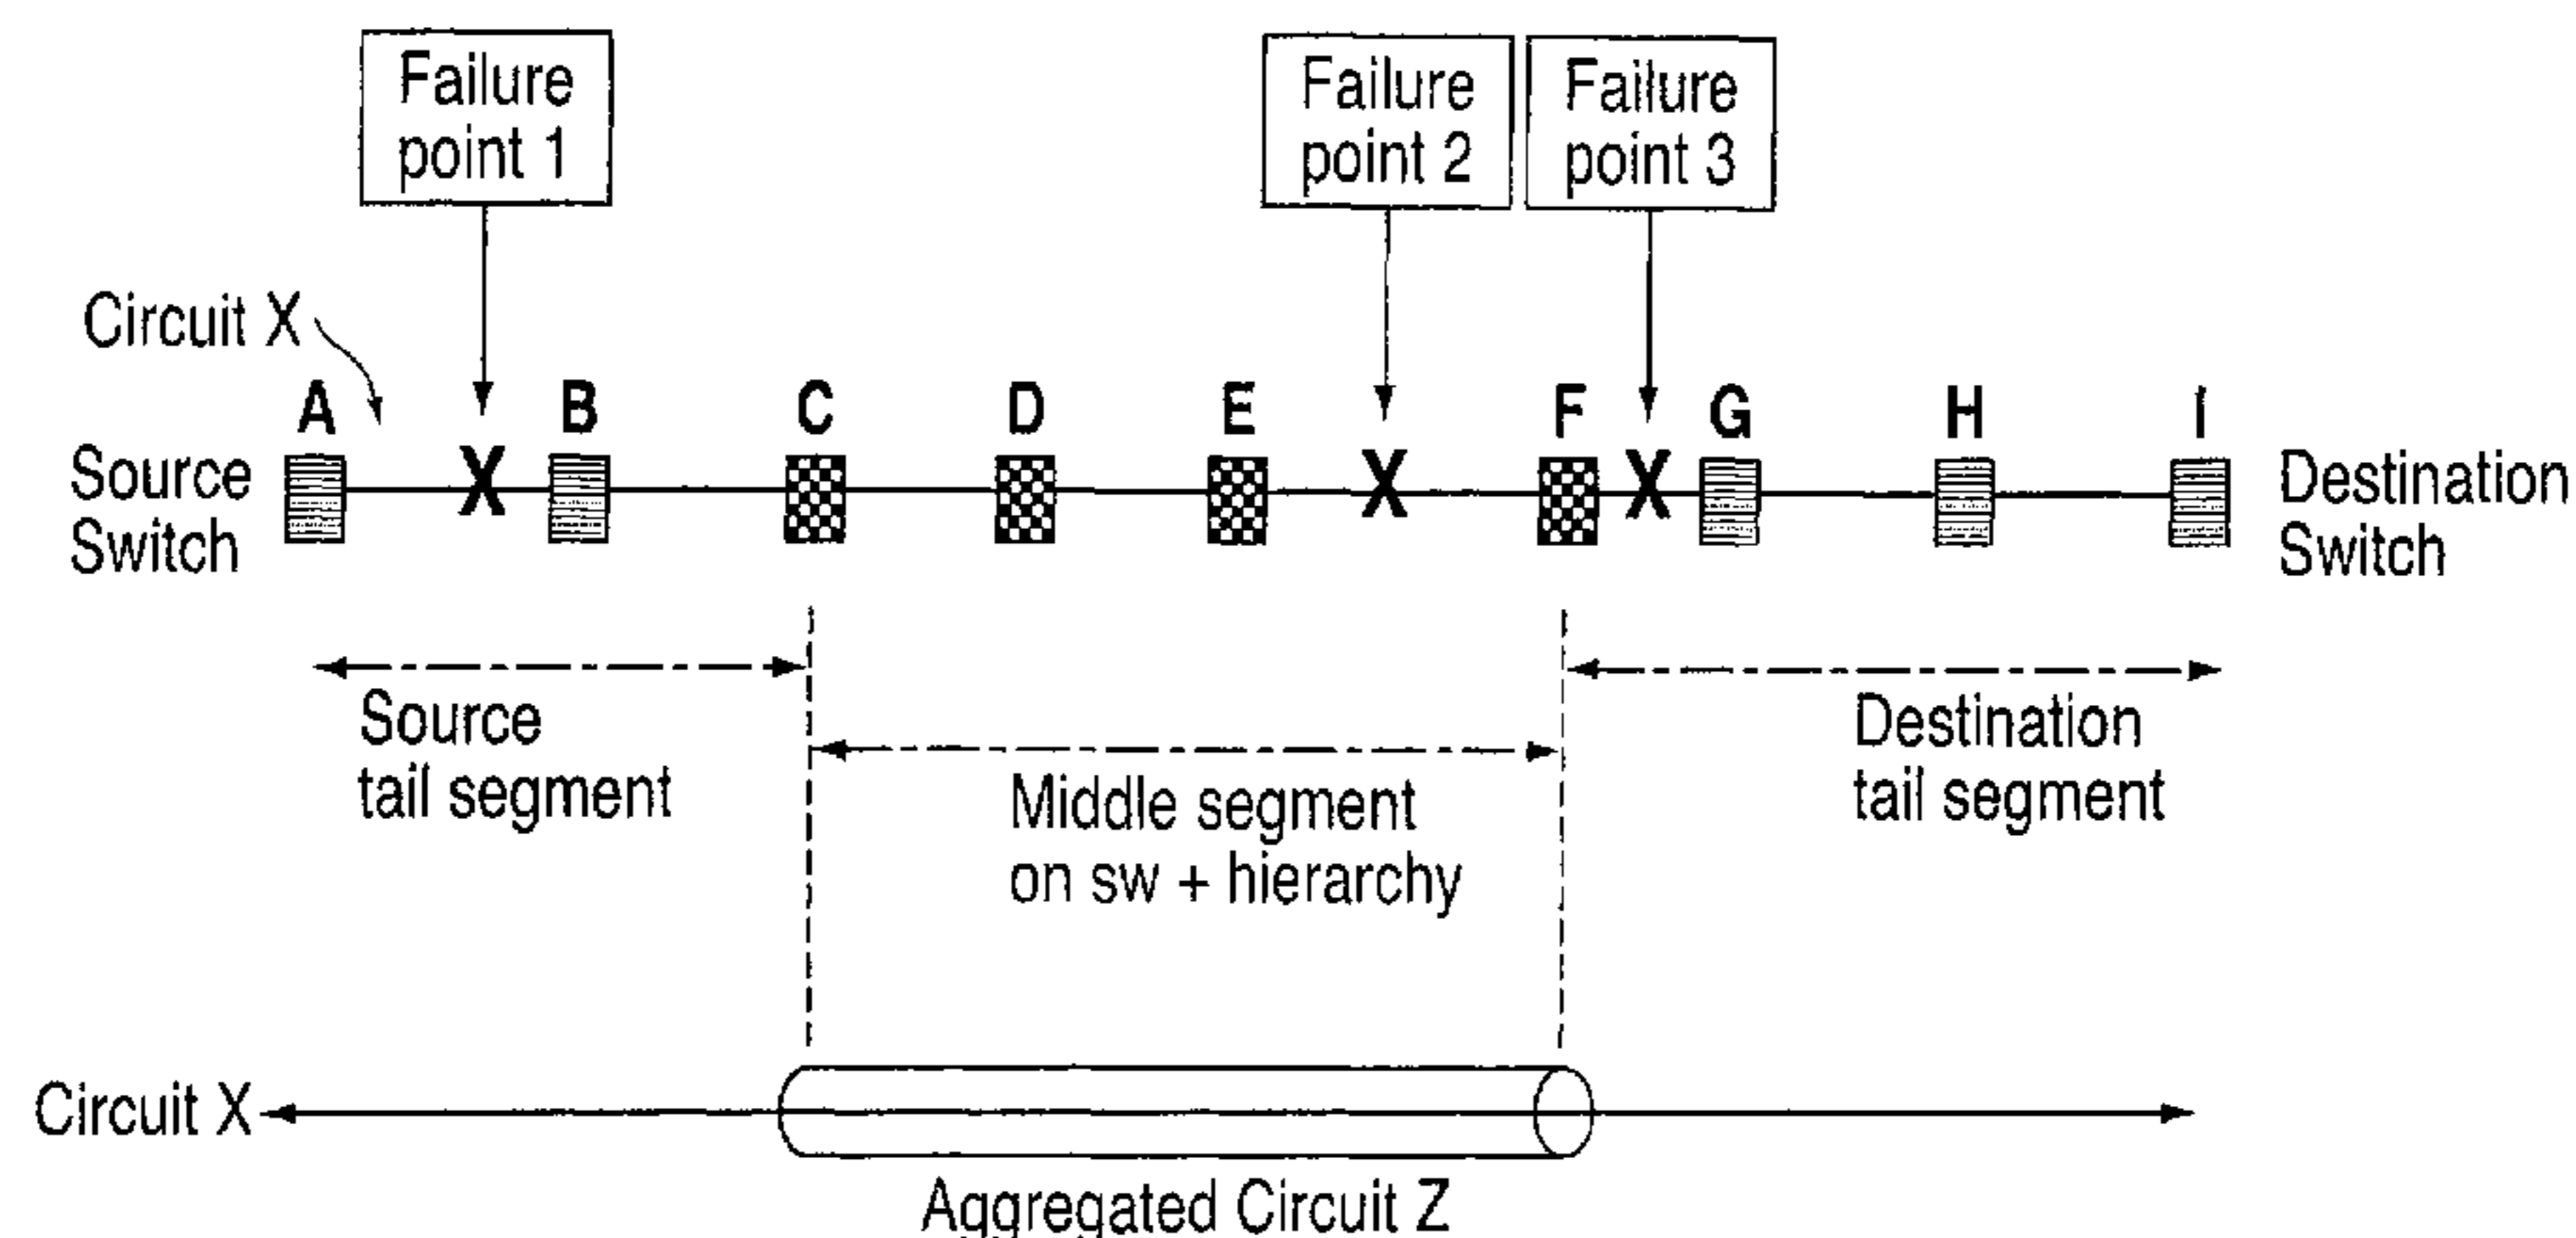 Failure
point 1
Failure
point 2
Failure
point 3
Circuit X
A
B
C
D
E
F
G
H
I
X
X
X
Source
Switch
Destination
Switch
Source
tail segment
Middle segment
on sw + hierarchy
Destination
tail segment
Circuit X
Aggregated Circuit Z